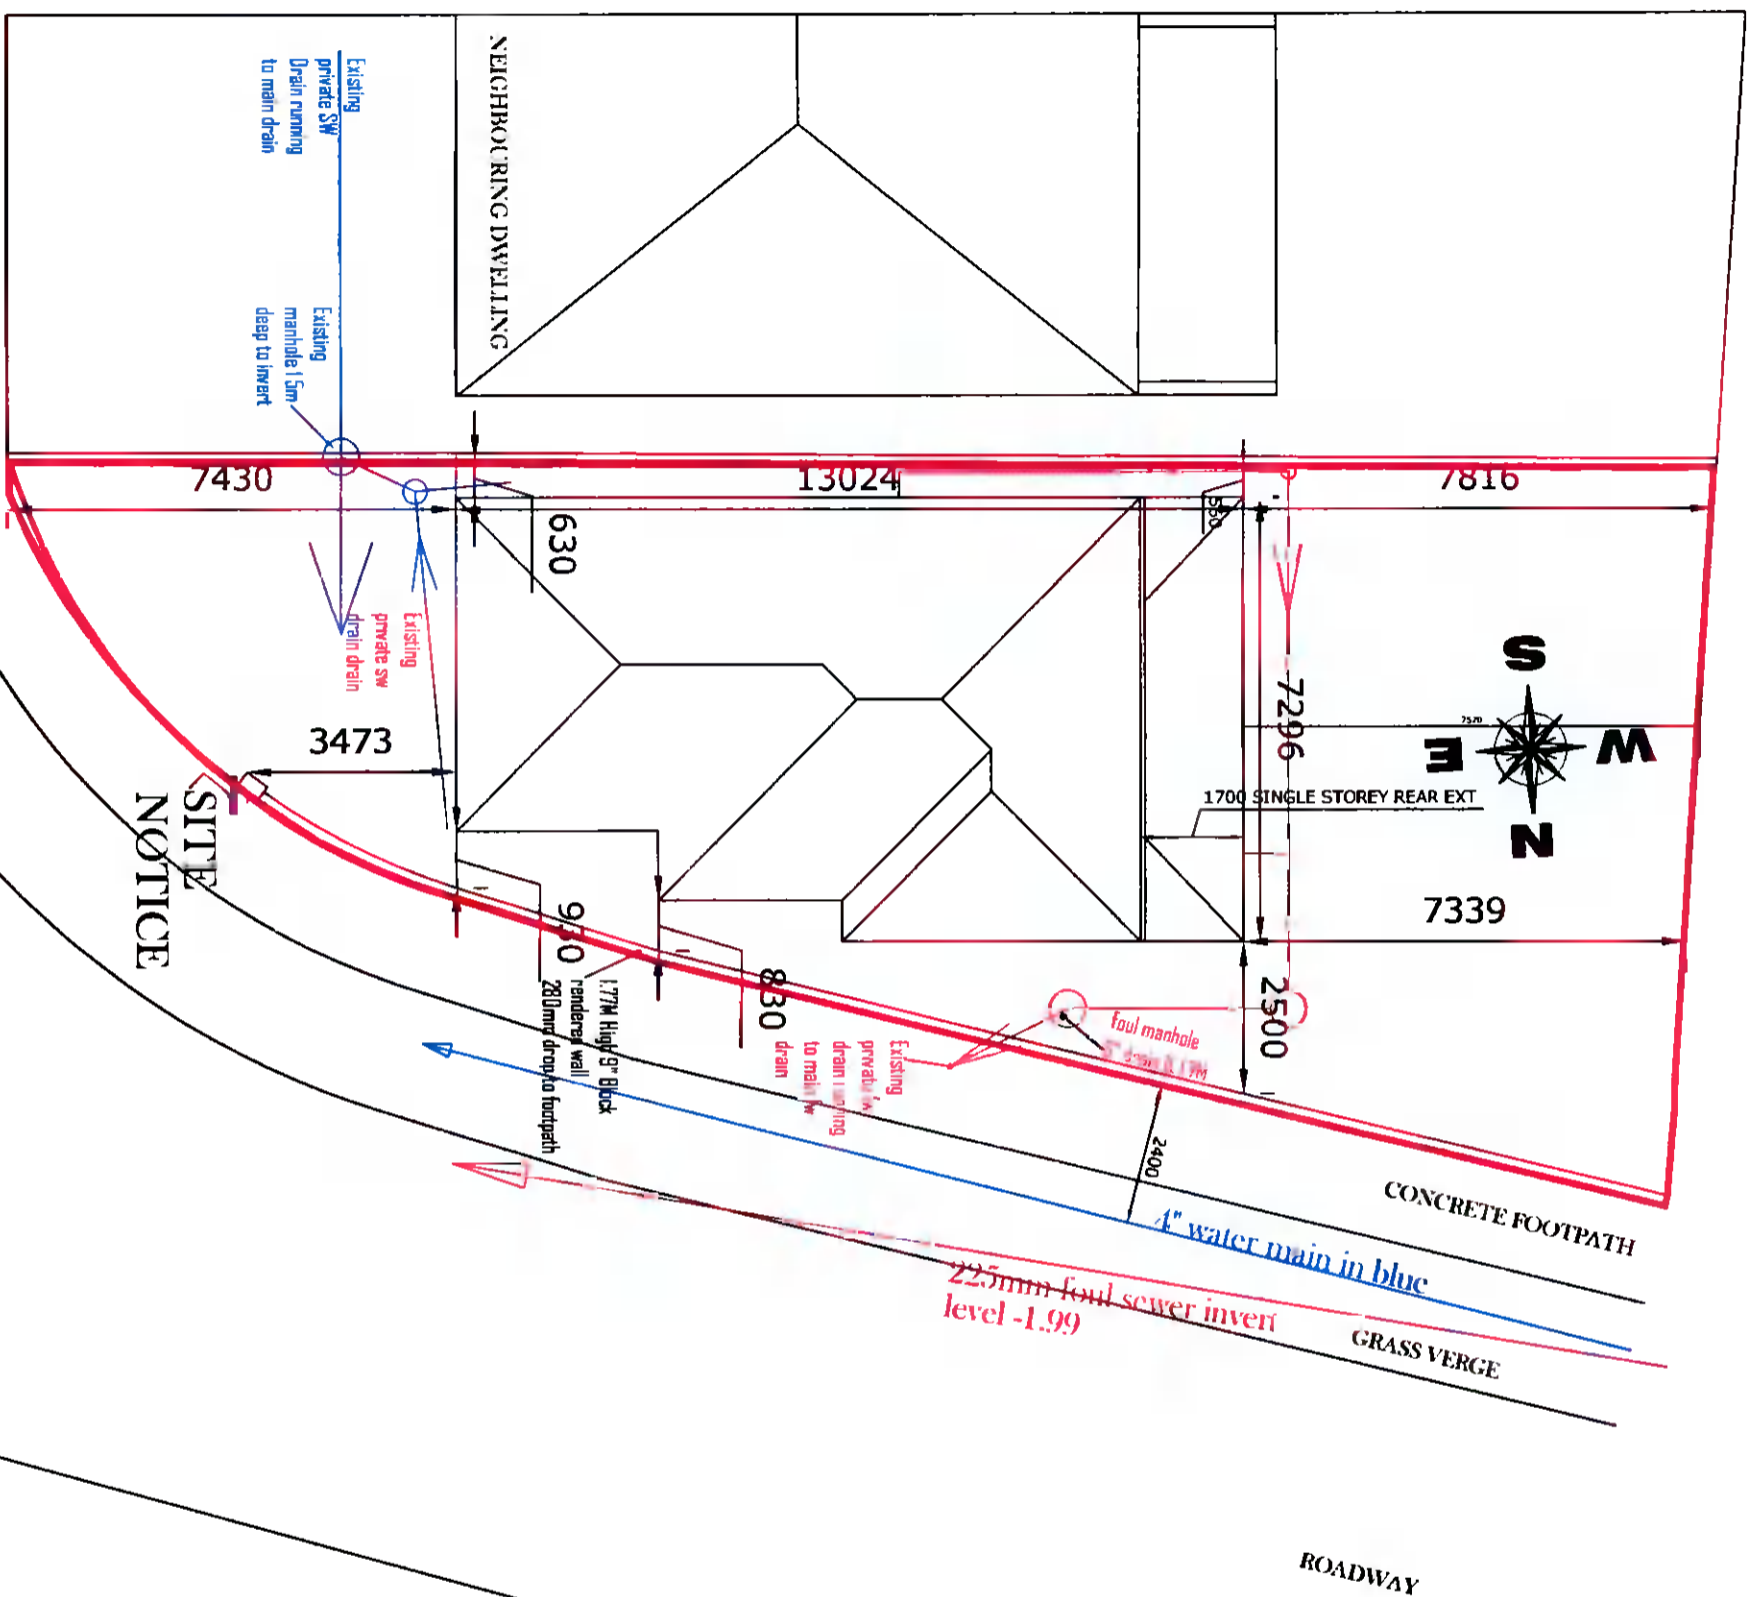 Existing
private SW
Drain running
to main drain
NEIGHBOURING DWELLING
Existing
manhole 1 5m
deep to invert
7430
13024
7816
630
560
Existing
private sw
drain drain
7296
S
W
E
N
7570
3473
1700 SINGLE STOREY REAR EXT
SITE
NOTICE
7339
930
830
2500
1.77M High 9" Block
rendered wall
280mm drop to footpath
Existing
private fw
drain running
to main fw
drain
foul manhole
2400
CONCRETE FOOTPATH
4" water main in blue
225mm foul sewer invert
level -1.99
GRASS VERGE
ROADWAY